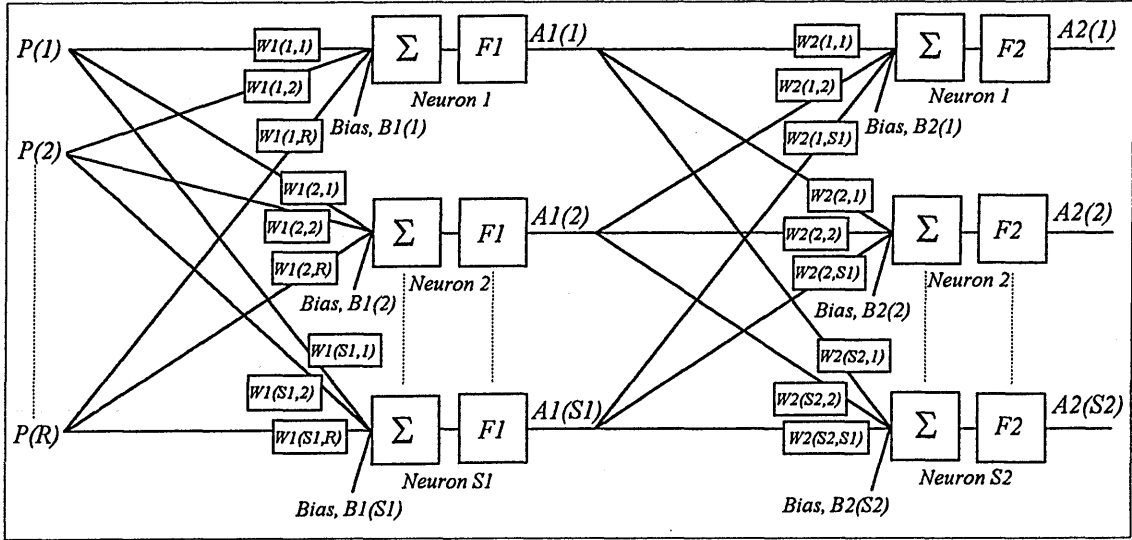 P(1)
W1(1,1)
Σ
F1
A1(1)
W2(1,1)
Σ
F2
A2(1)
W1(1,2)
Neuron 1
W2(1,2)
Neuron 1
W1(1,R)
Bias, B1(1)
W2(1,S1)
Bias, B2(1)
P(2)
W1(2,1)
Σ
F1
A1(2)
W2(2,1)
Σ
F2
A2(2)
W1(2,2)
W2(2,2)
W1(2,R)
Neuron 2
W2(2,S1)
Neuron 2
Bias, B1(2)
Bias, B2(2)
W1(S1,1)
W2(S2,1)
W1(S1,2)
Σ
F1
A1(S1)
W2(S2,2)
Σ
F2
A2(S2)
P(R)
W1(S1,R)
W2(S2,S1)
Neuron S1
Neuron S2
Bias, B1(S1)
Bias, B2(S2)